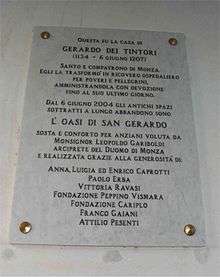 QUESTA FU LA CASA DI
GERARDO DEI TINTORI
(1134 - 6 GIUGNO 1207)
SANTO E COMPATRONO DI MONZA
EGLI LA TRASFORMÒ IN RICOVERO OSPEDALIERO
PER POVERI E PELLEGRINI,
AMMINISTRANDOLA CON DEVOZIONE
FINO AL SUO ULTIMO GIORNO.
DAL 6 GIUGNO 2004 GLI ANTICHI SPAZI
SOTTRATTI A LUNGO ABBANDONO SONO
L' OASI DI SAN GERARDO
SOSTA E CONFORTO PER ANZIANI VOLUTA DA
MONSIGNOR LEOPOLDO GARIBOLDI
ARCIPRETE DEL DUOMO DI MONZA
E REALIZZATA GRAZIE ALLA GENEROSITÀ DI
ANNA, LUIGIA ED ENRICO CAPROTTI
PAOLO ERBA
VITTORIA RAVASI
FONDAZIONE PEPPINO VISMARA
FONDAZIONE CARIPLO
FRANCO GAIANI
ATTILIO PESENTI